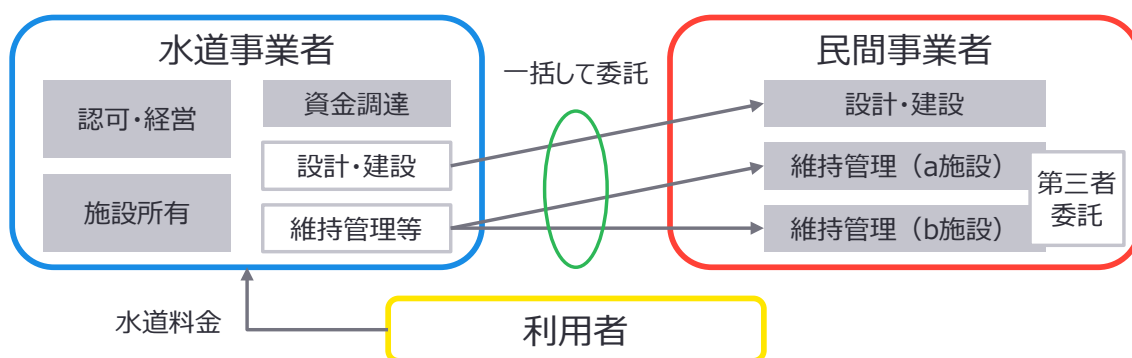 水道事業者
認可・経営
資金調達
設計・建設
施設所有
維持管理等
一括して委託
民間事業者
設計・建設
維持管理（a施設）
維持管理（b施設）
第三者
委託
水道料金
利用者